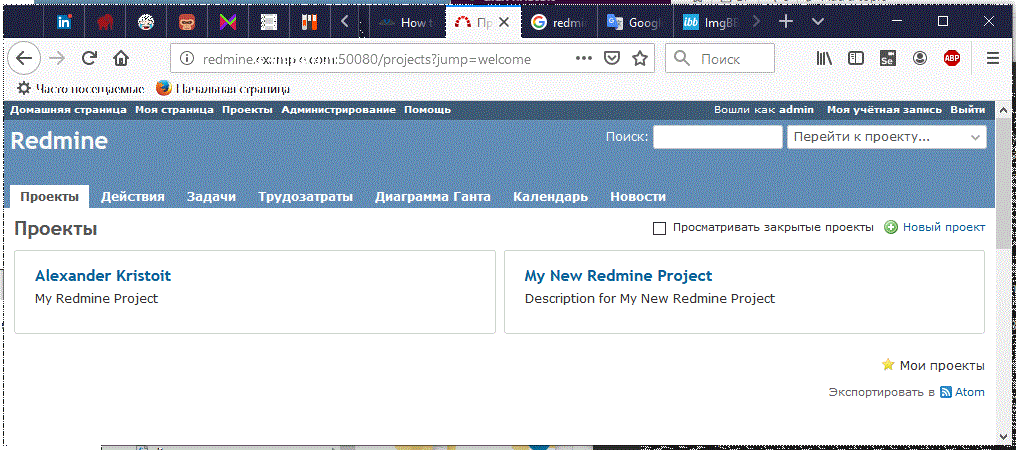 How t
Пр
redmin
Googl
ImgBB
redmine.example.com:50080/projects?jump=welcome
Поиск
Se
ABP
Часто посещаемые Начальная страница
Домашняя страница Моя страница Проекты Администрирование Помощь Вошли как admin Моя учётная запись Выйти
Redmine
Поиск: Перейти к проекту...
Проекты Действия Задачи Трудозатраты Диаграмма Ганта Календарь Новости
Проекты
Просматривать закрытые проекты Новый проект
Alexander Kristoit My New Redmine Project
My Redmine Project Description for My New Redmine Project
Мои проекты
Экспортировать в Atom